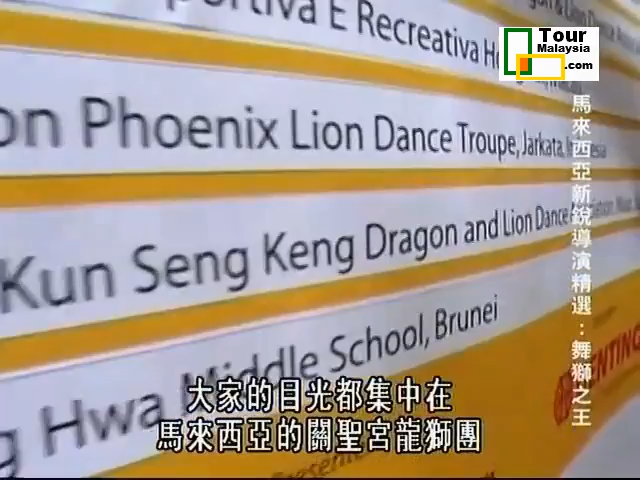 Sportiva E Recreativa
Tour
Malaysia
.com
Phoenix Lion Dance Troupe, Jarkata,
Kun Seng Keng Dragon and Lion Dance
Hwa Middle School, Brunei
馬來西亞新銳導演精選：舞獅之王
大家的目光都集中在
馬來西亞的關聖宮龍獅團